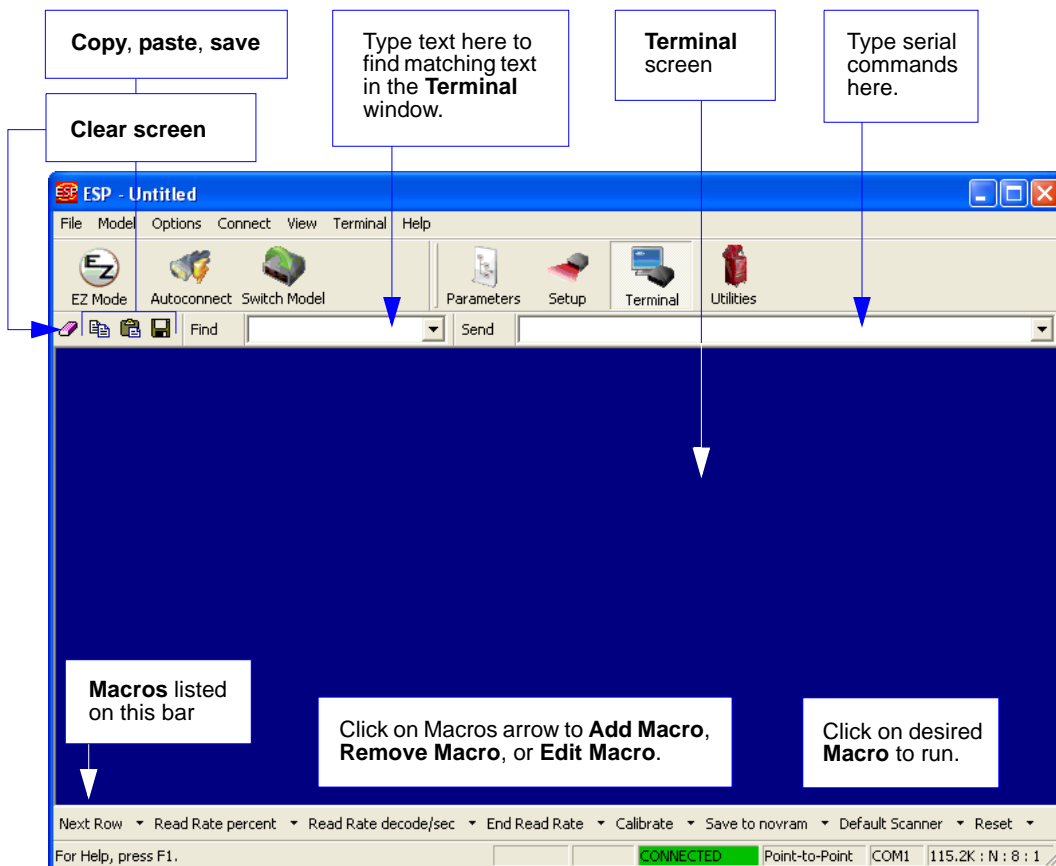 Copy, paste, save
Clear screen
Type text here to
find matching text
in the Terminal
window.
Terminal
screen
Type serial
commands
here.
ESP
ESP - Untitled
File Model Options Connect View Terminal Help
EZ
EZ Mode Autoconnect Switch Model Parameters Setup Terminal Utilities
Find Send
Macros listed
on this bar
Click on Macros arrow to Add Macro,
Remove Macro, or Edit Macro.
Click on desired
Macro to run.
Next Row Read Rate percent Read Rate decode/sec End Read Rate Calibrate Save to novram Default Scanner Reset
For Help, press F1. CONNECTED Point-to-Point COM1 115.2K : N : 8 : 1